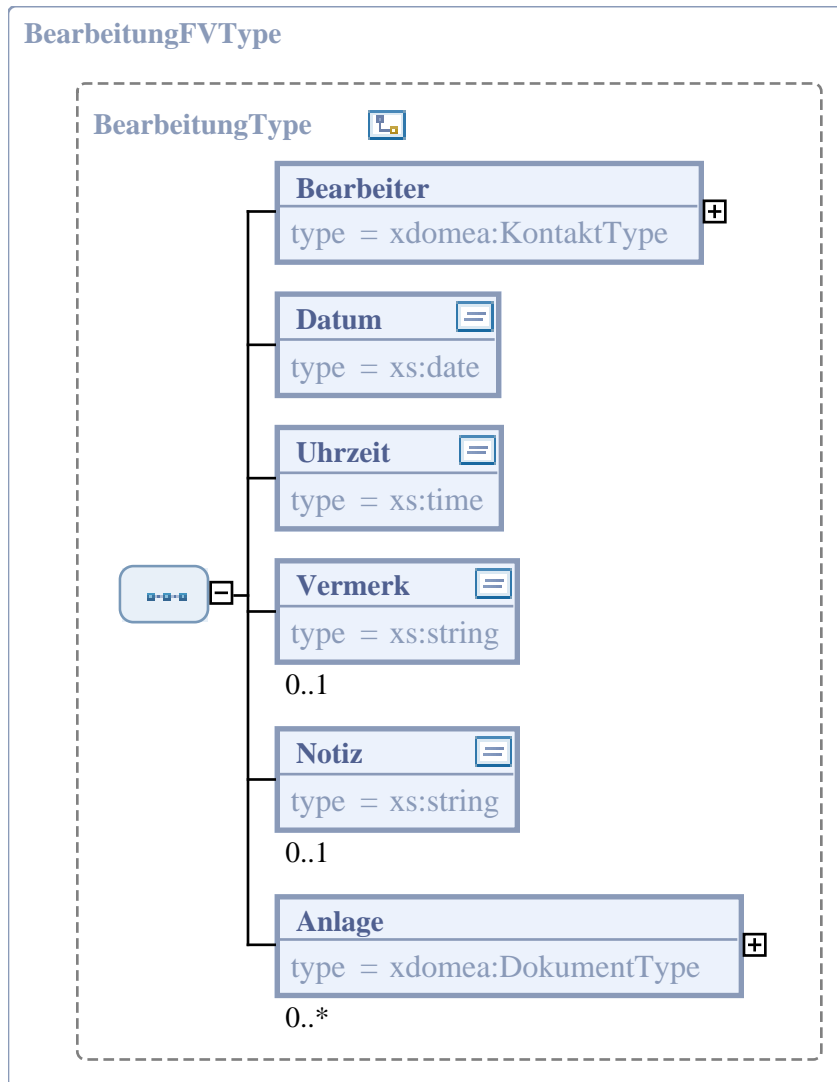 BearbeitungFVType
BearbeitungType
Bearbeiter
type = xdomea:KontaktType
Datum
type = xs:date
Uhrzeit
type = xs:time
Vermerk
type = xs:string
0..1
Notiz
type = xs:string
0..1
Anlage
type = xdomea:DokumentType
0..*